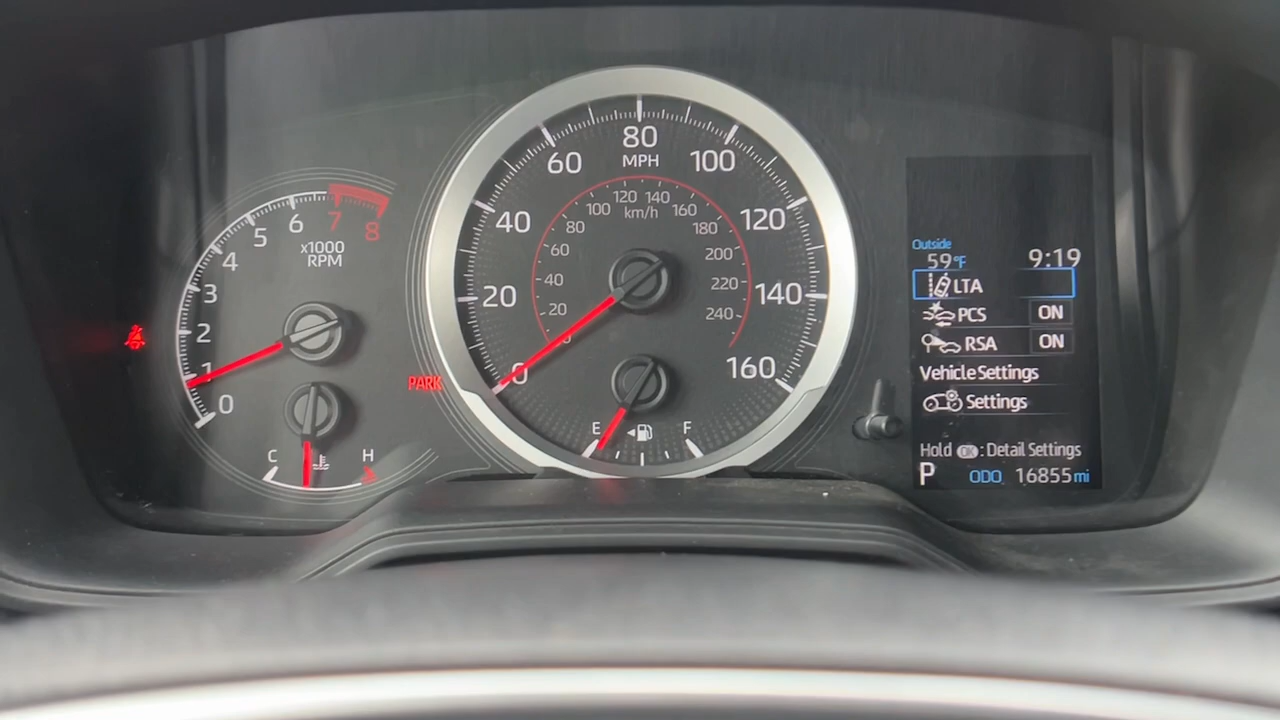 0
1
2
3
4
5
6
7
8
x1000
RPM
C
H
PARK
0
20
40
60
80
100
120
140
160
MPH
20
40
60
80
100
120
140
160
180
200
220
240
km/h
E
F
Outside
59°F
9:19
LTA
PCS ON
RSA ON
Vehicle Settings
Settings
Hold OK : Detail Settings
P
ODO 16855 mi